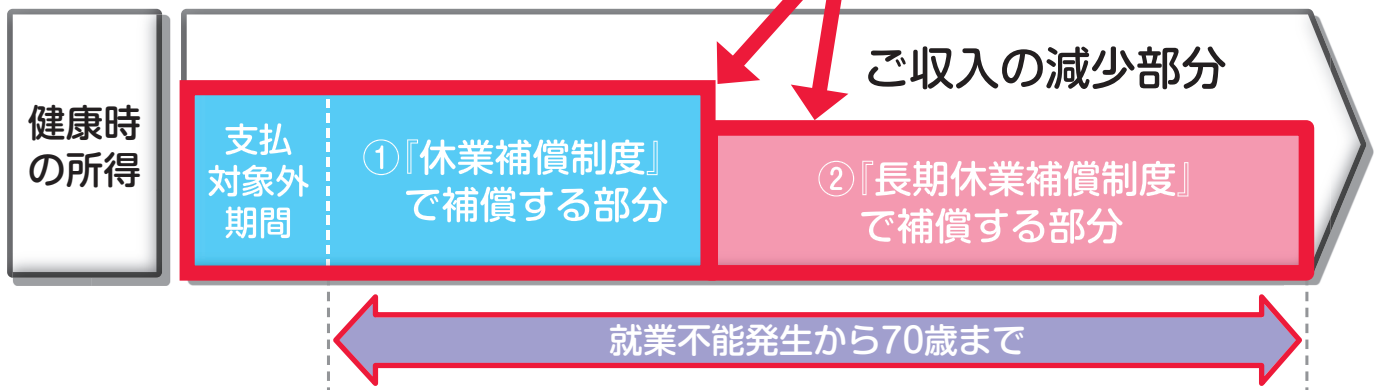 健康時
の所得
ご収入の減少部分
支払
対象外
期間
①『休業補償制度』
で補償する部分
②『長期休業補償制度』
で補償する部分
就業不能発生から70歳まで